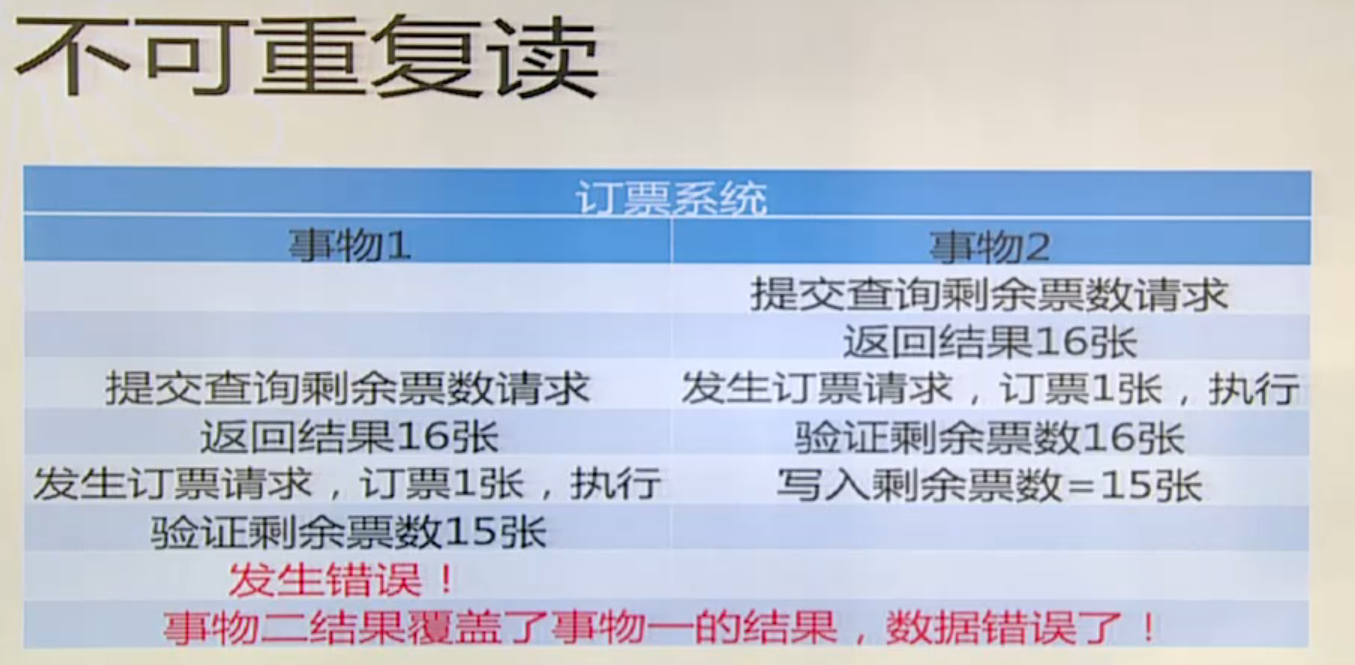 不可重复读
订票系统
事物1 事物2
提交查询剩余票数请求
返回结果16张
提交查询剩余票数请求 发生订票请求，订票1张，执行
返回结果16张 验证剩余票数16张
发生订票请求，订票1张，执行 写入剩余票数=15张
验证剩余票数15张
发生错误！
事物二结果覆盖了事物一的结果，数据错误了！